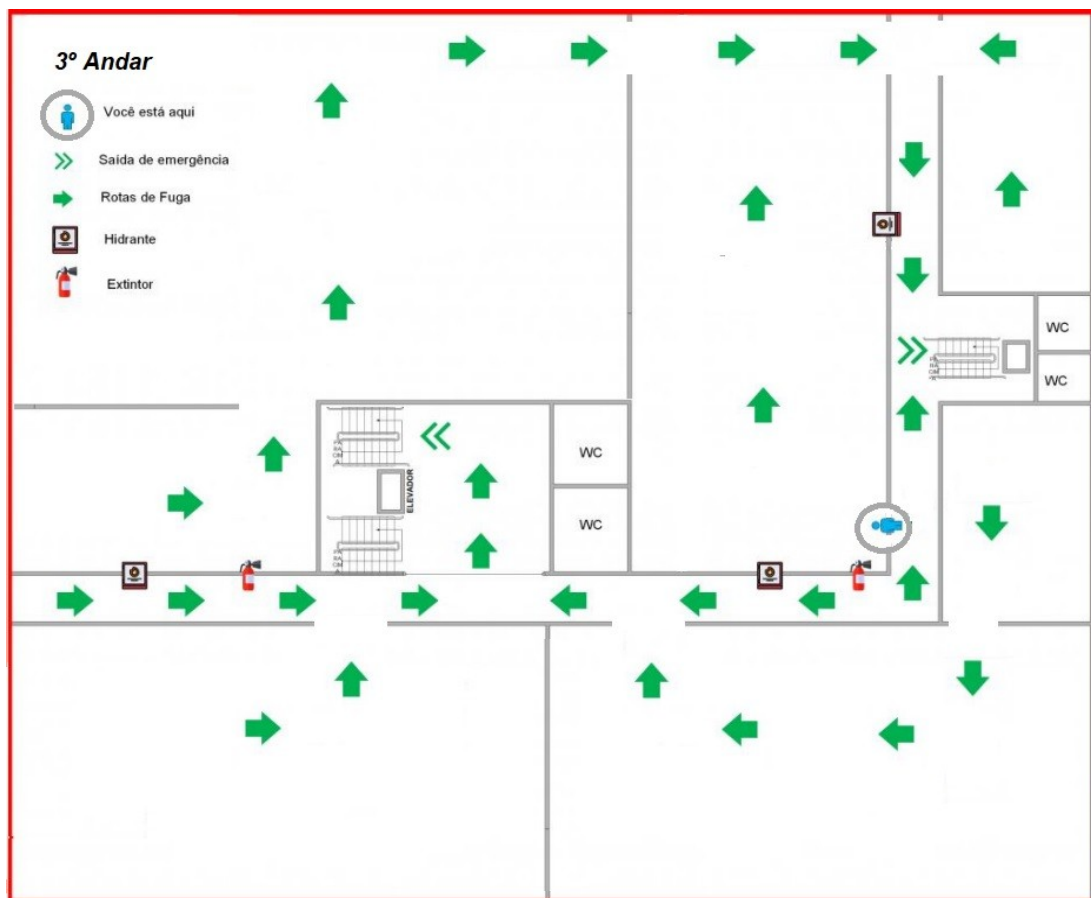 3º Andar
Você está aqui
Saída de emergência
Rotas de Fuga
Hidrante
Extintor
WC
WC
WC
WC
ELEVADOR